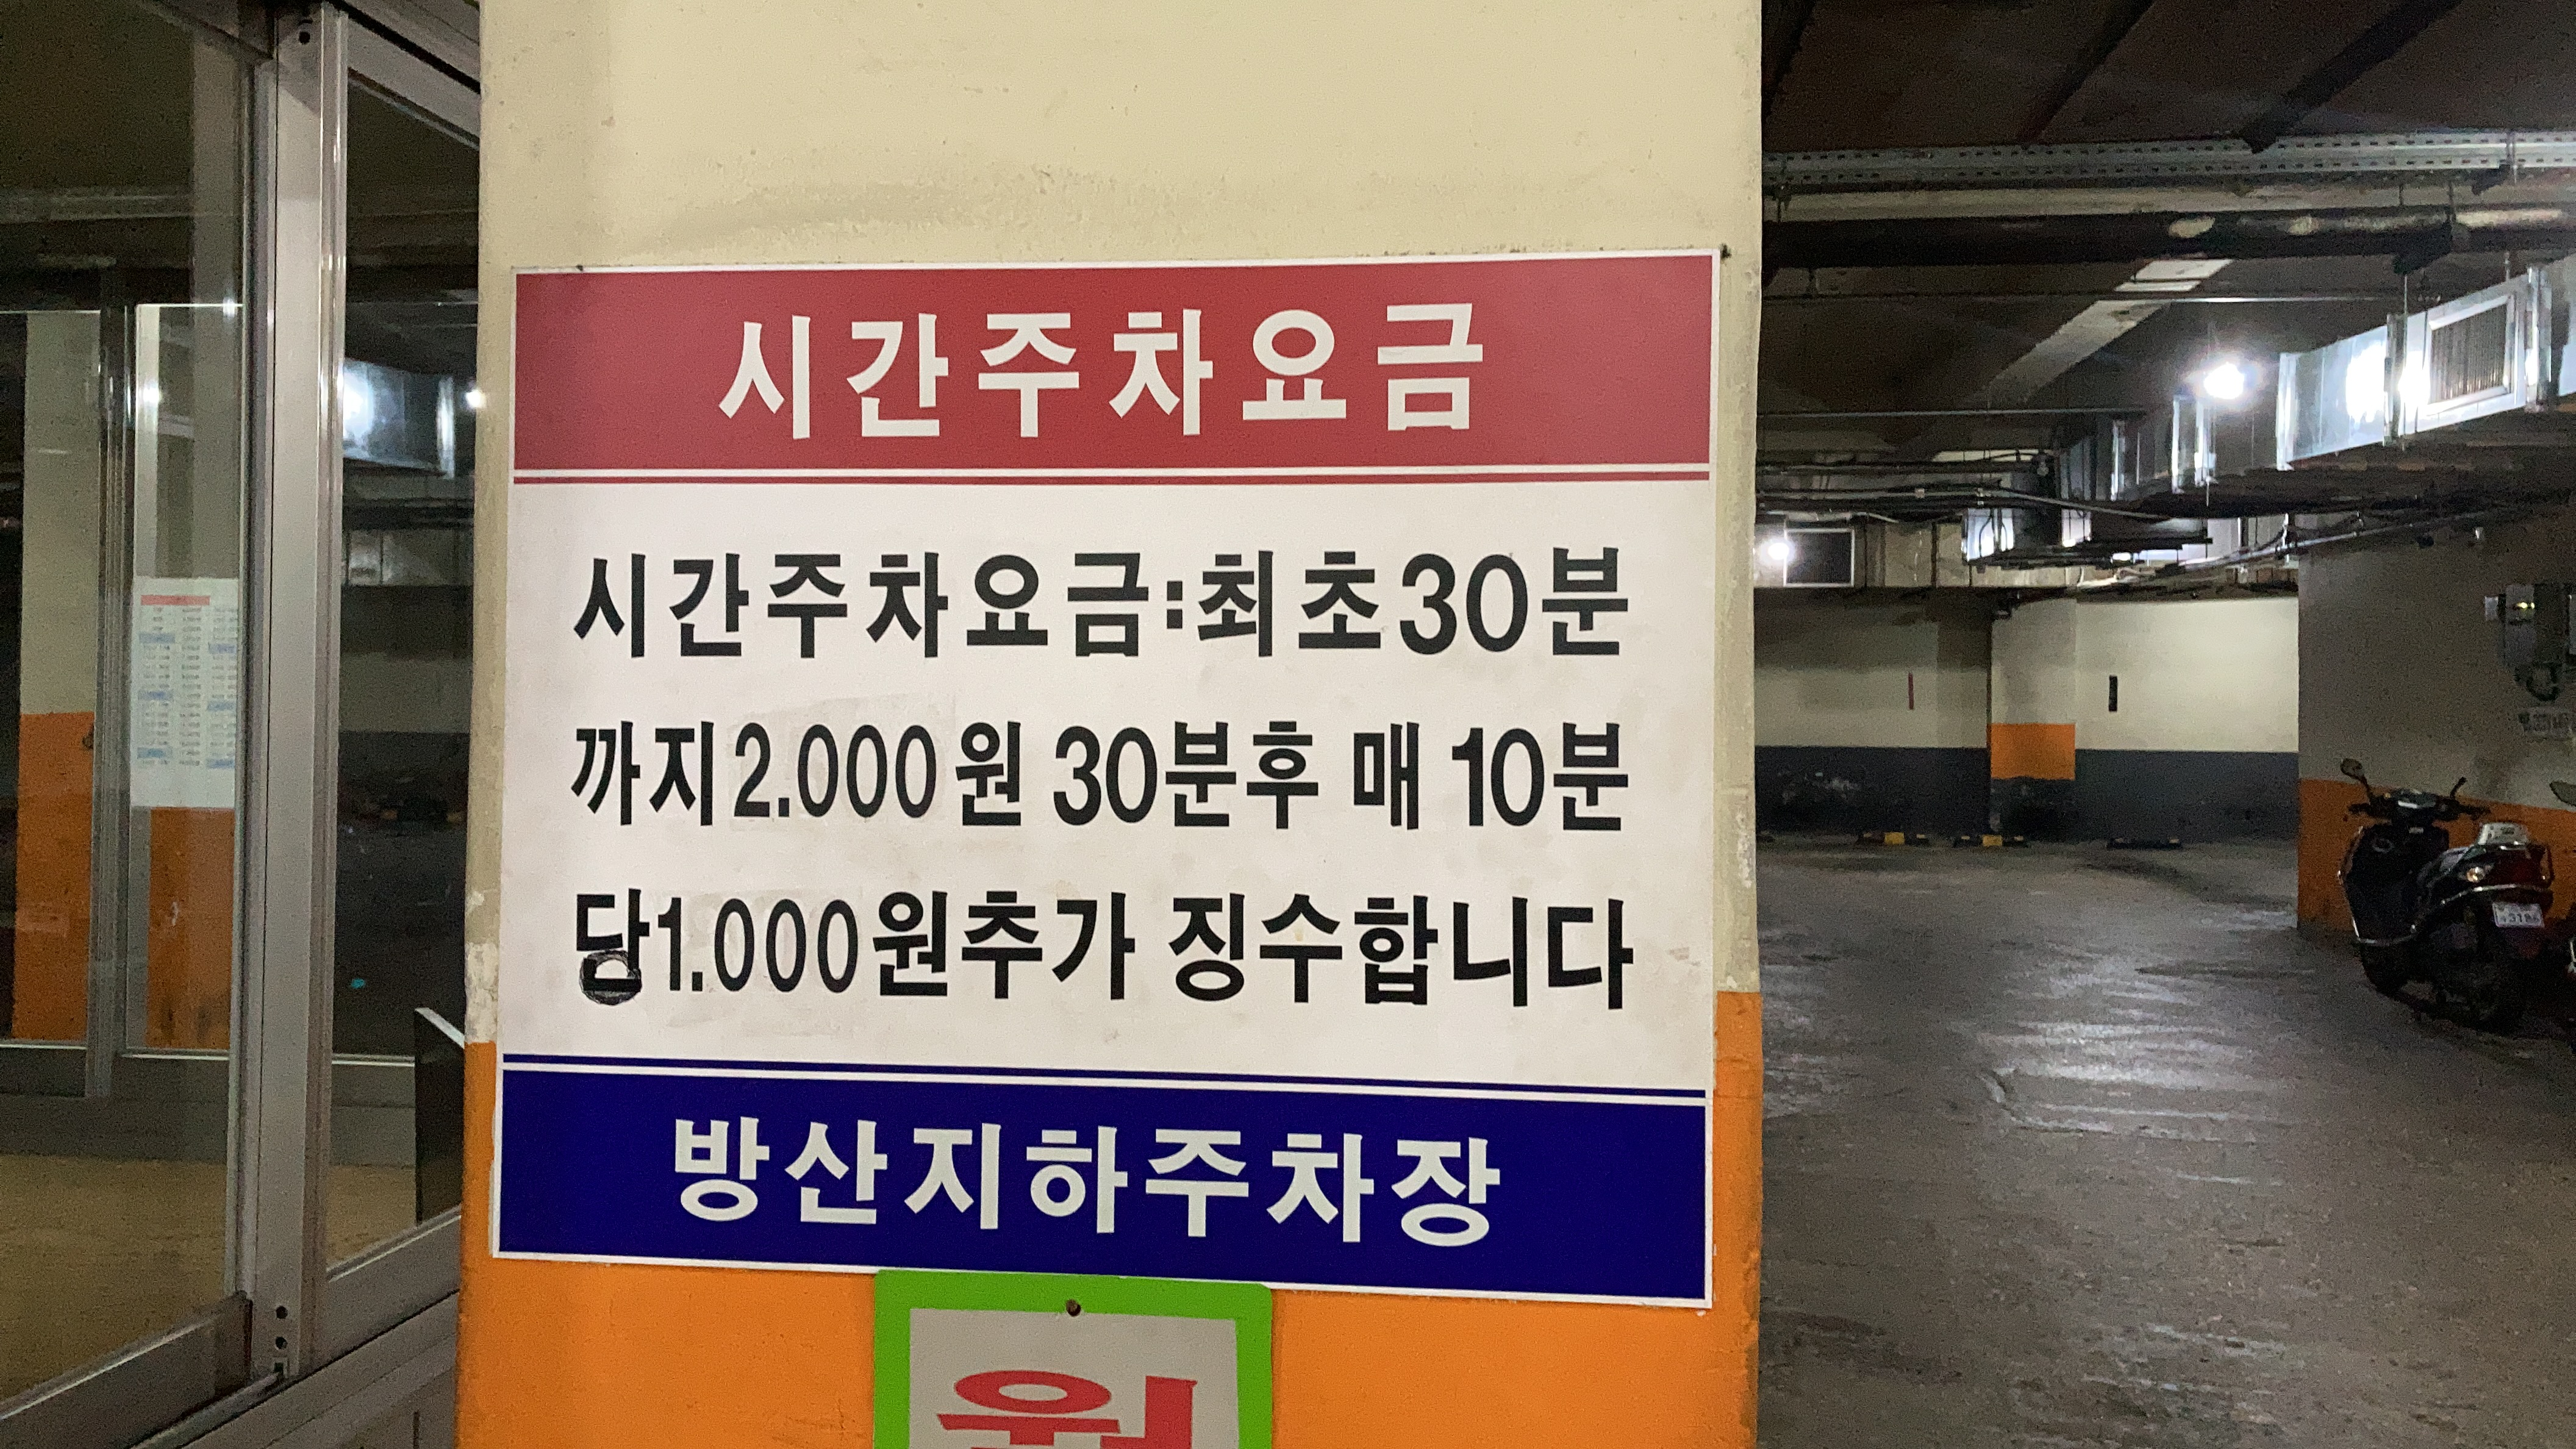 시간주차요금
시간주차요금:최초30분
까지2.000원 30분후 매 10분
당1.000원추가 징수합니다
방산지하주차장